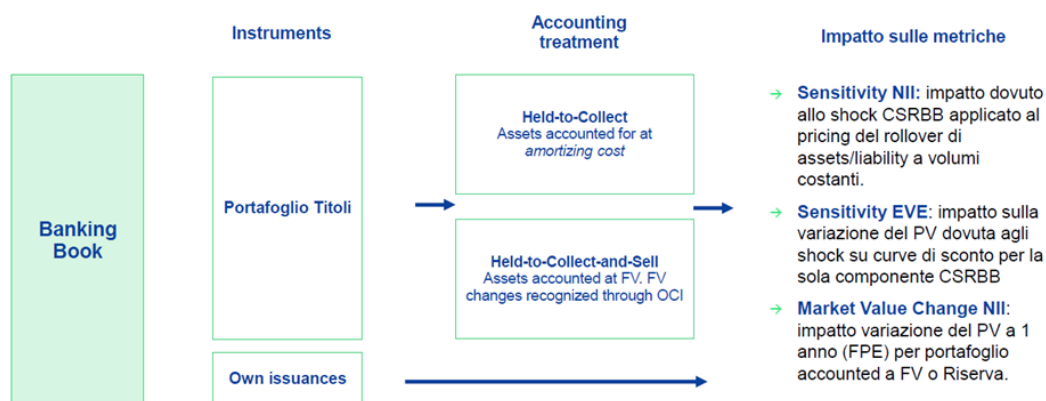 Instruments
Accounting
treatment
Impatto sulle metriche
Banking
Book
Portafoglio Titoli
Own issuances
Held-to-Collect
Assets accounted for at
amortizing cost
Held-to-Collect-and-Sell
Assets accounted at FV. FV
changes recognized through OCI
→ Sensitivity NII: impatto dovuto
allo shock CSRBB applicato al
pricing del rollover di
assets/liability a volumi
costanti.
→ Sensitivity EVE: impatto sulla
variazione del PV dovuta agli
shock su curve di sconto per la
sola componente CSRBB
→ Market Value Change NII:
impatto variazione del PV a 1
anno (FPE) per portafoglio
accounted a FV o Riserva.